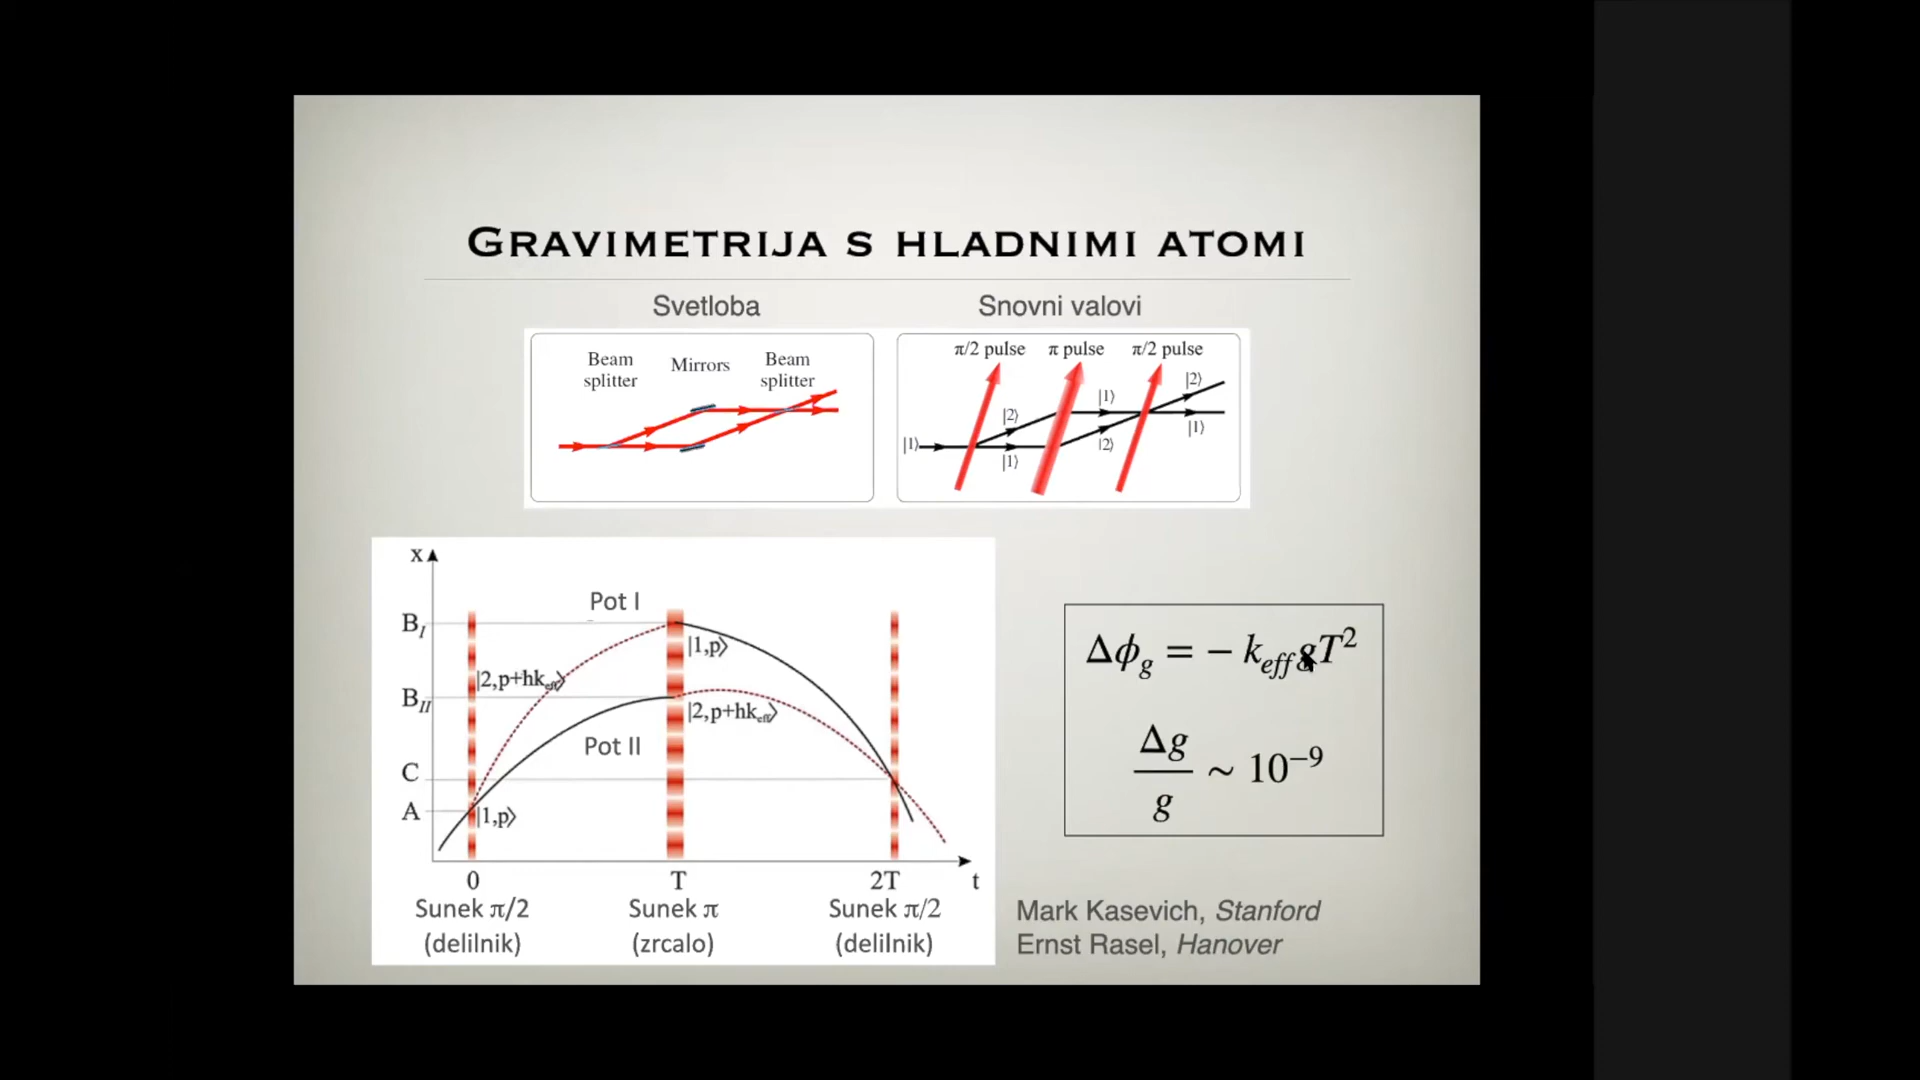 GRAVIMETRIJA S HLADNIMI ATOMI
Svetloba
Snovni valovi
Beam splitter
Mirrors
Beam splitter
π/2 pulse
π pulse
π/2 pulse
|1⟩
|2⟩
|1⟩
|1⟩
|2⟩
|2⟩
|1⟩
x
B_I
B_II
C
A
Pot I
Pot II
|2,p+hk_eff⟩
|1,p⟩
|1,p⟩
|2,p+hk_eff⟩
0
T
2T
t
Sunek π/2
(delilnik)
Sunek π
(zrcalo)
Sunek π/2
(delilnik)
Δϕ_g = − k_eff gT²
Δg/g ~ 10⁻⁹
Mark Kasevich, Stanford
Ernst Rasel, Hanover